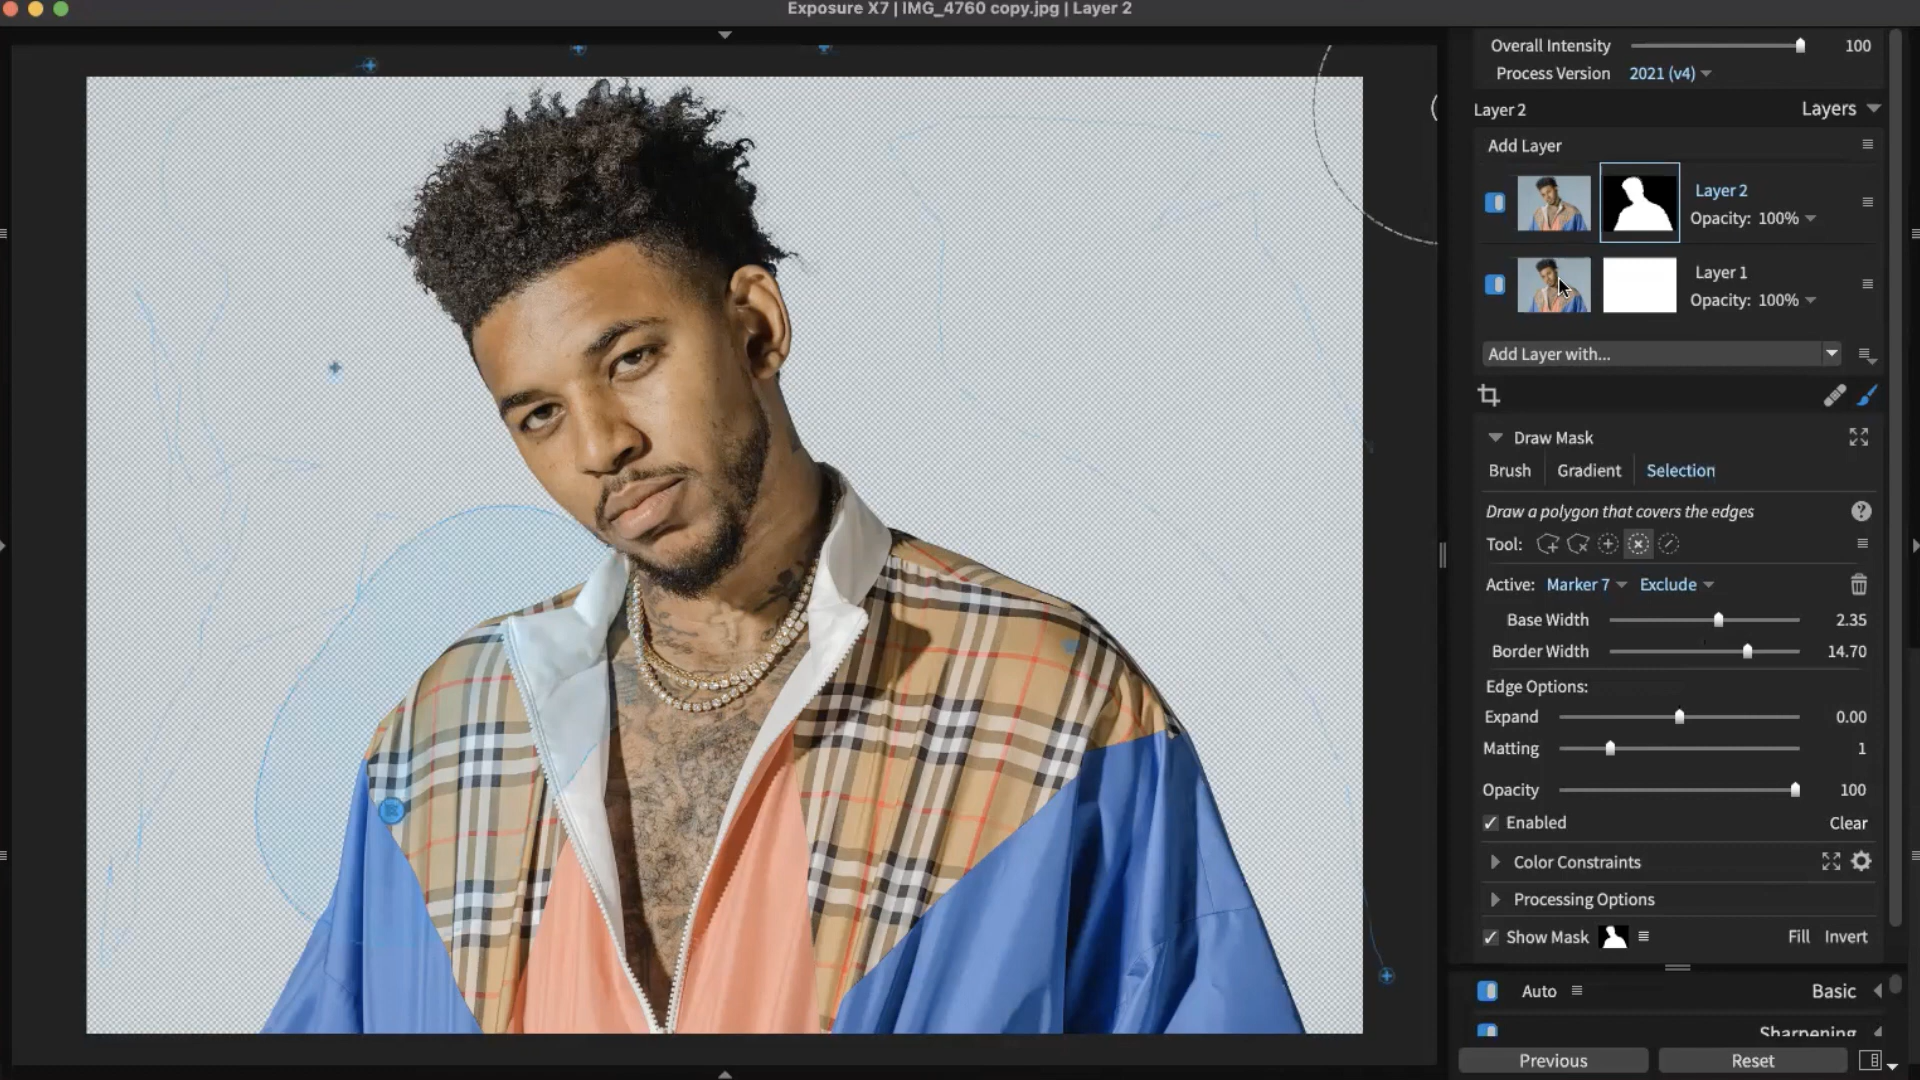 Exposure X7 | IMG_4760 copy.jpg | Layer 2
Overall Intensity 100
Process Version 2021 (v4)
Layer 2 Layers
Add Layer
Layer 2
Opacity: 100%
Layer 1
Opacity: 100%
Add Layer with...
Draw Mask
Brush Gradient Selection
Draw a polygon that covers the edges
Tool:
Active: Marker 7 Exclude
Base Width 2.35
Border Width 14.70
Edge Options:
Expand 0.00
Matting 1
Opacity 100
Enabled Clear
Color Constraints
Processing Options
Show Mask Fill Invert
Auto Basic
Sharpening
Previous Reset